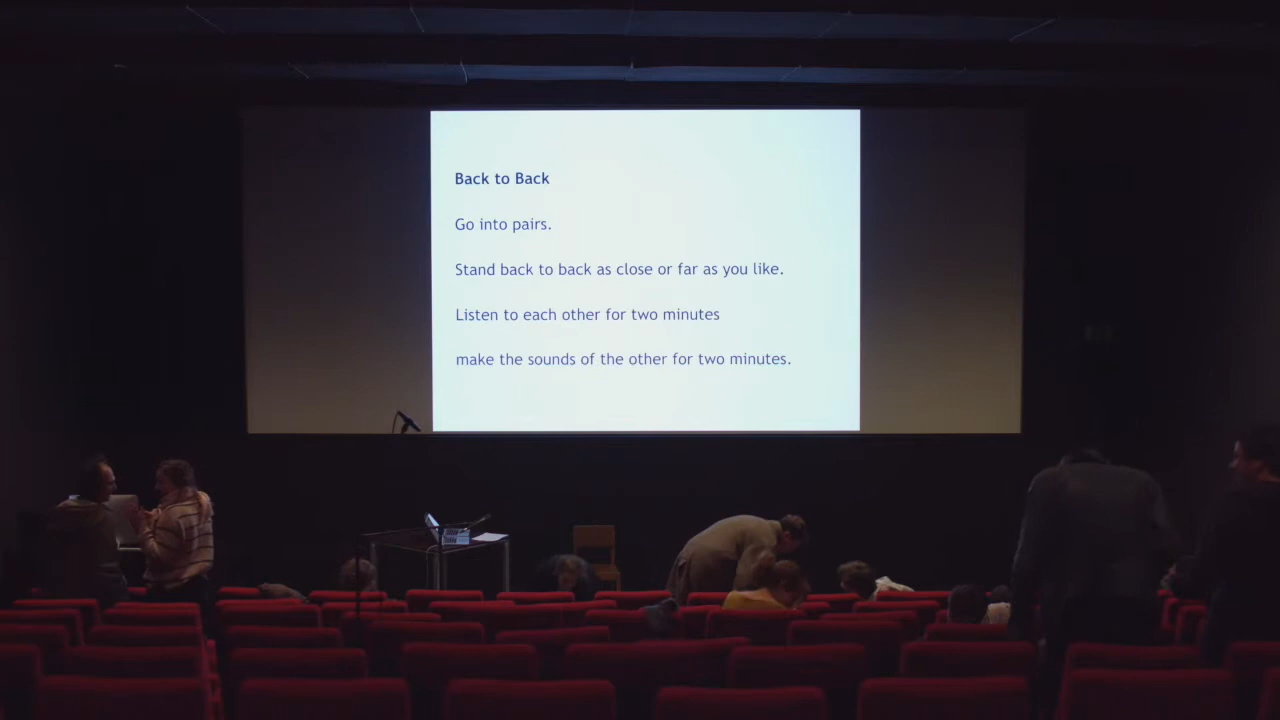 Back to Back
Go into pairs.
Stand back to back as close or far as you like.
Listen to each other for two minutes
make the sounds of the other for two minutes.